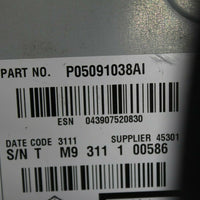 PART NO. P05091038AI
ESN 043907520830
DATE CODE 3111 SUPPLIER 45301
S/N T M9 311 1 00586